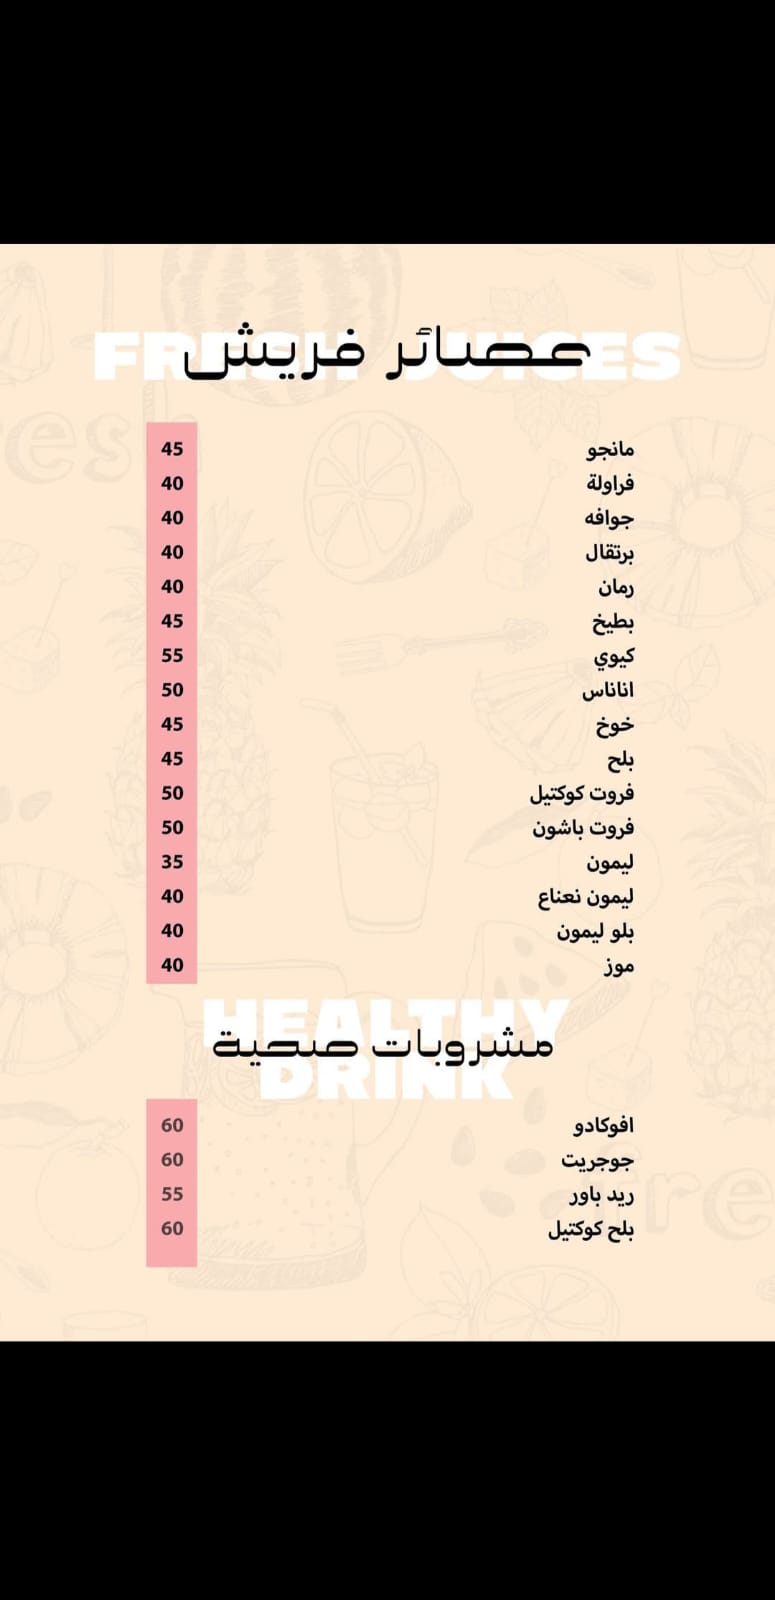 FRESH JUICES
عصائر فريش
مانجو 45
فراولة 40
جوافه 40
برتقال 40
رمان 40
بطيخ 45
كيوي 55
اناناس 50
خوخ 45
بلح 45
فروت كوكتيل 50
فروت باشون 50
ليمون 35
ليمون نعناع 40
بلو ليمون 40
موز 40
HEALTHY
مشروبات صحية
DRINK
افوكادو 60
جوجريت 60
ريد باور 55
بلح كوكتيل 60
resh
fre